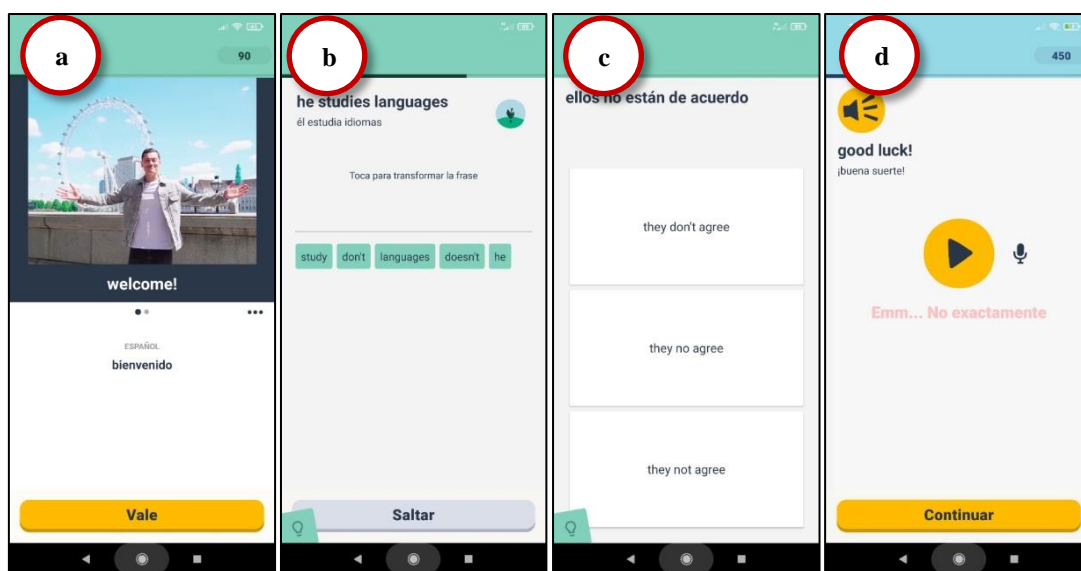 a
90
welcome!
ESPAÑOL
bienvenido
Vale
b
he studies languages
él estudia idiomas
Toca para transformar la frase
study don't languages doesn't he
Saltar
c
ellos no están de acuerdo
they don't agree
they no agree
they not agree
d
450
good luck!
¡buena suerte!
Emm... No exactamente
Continuar